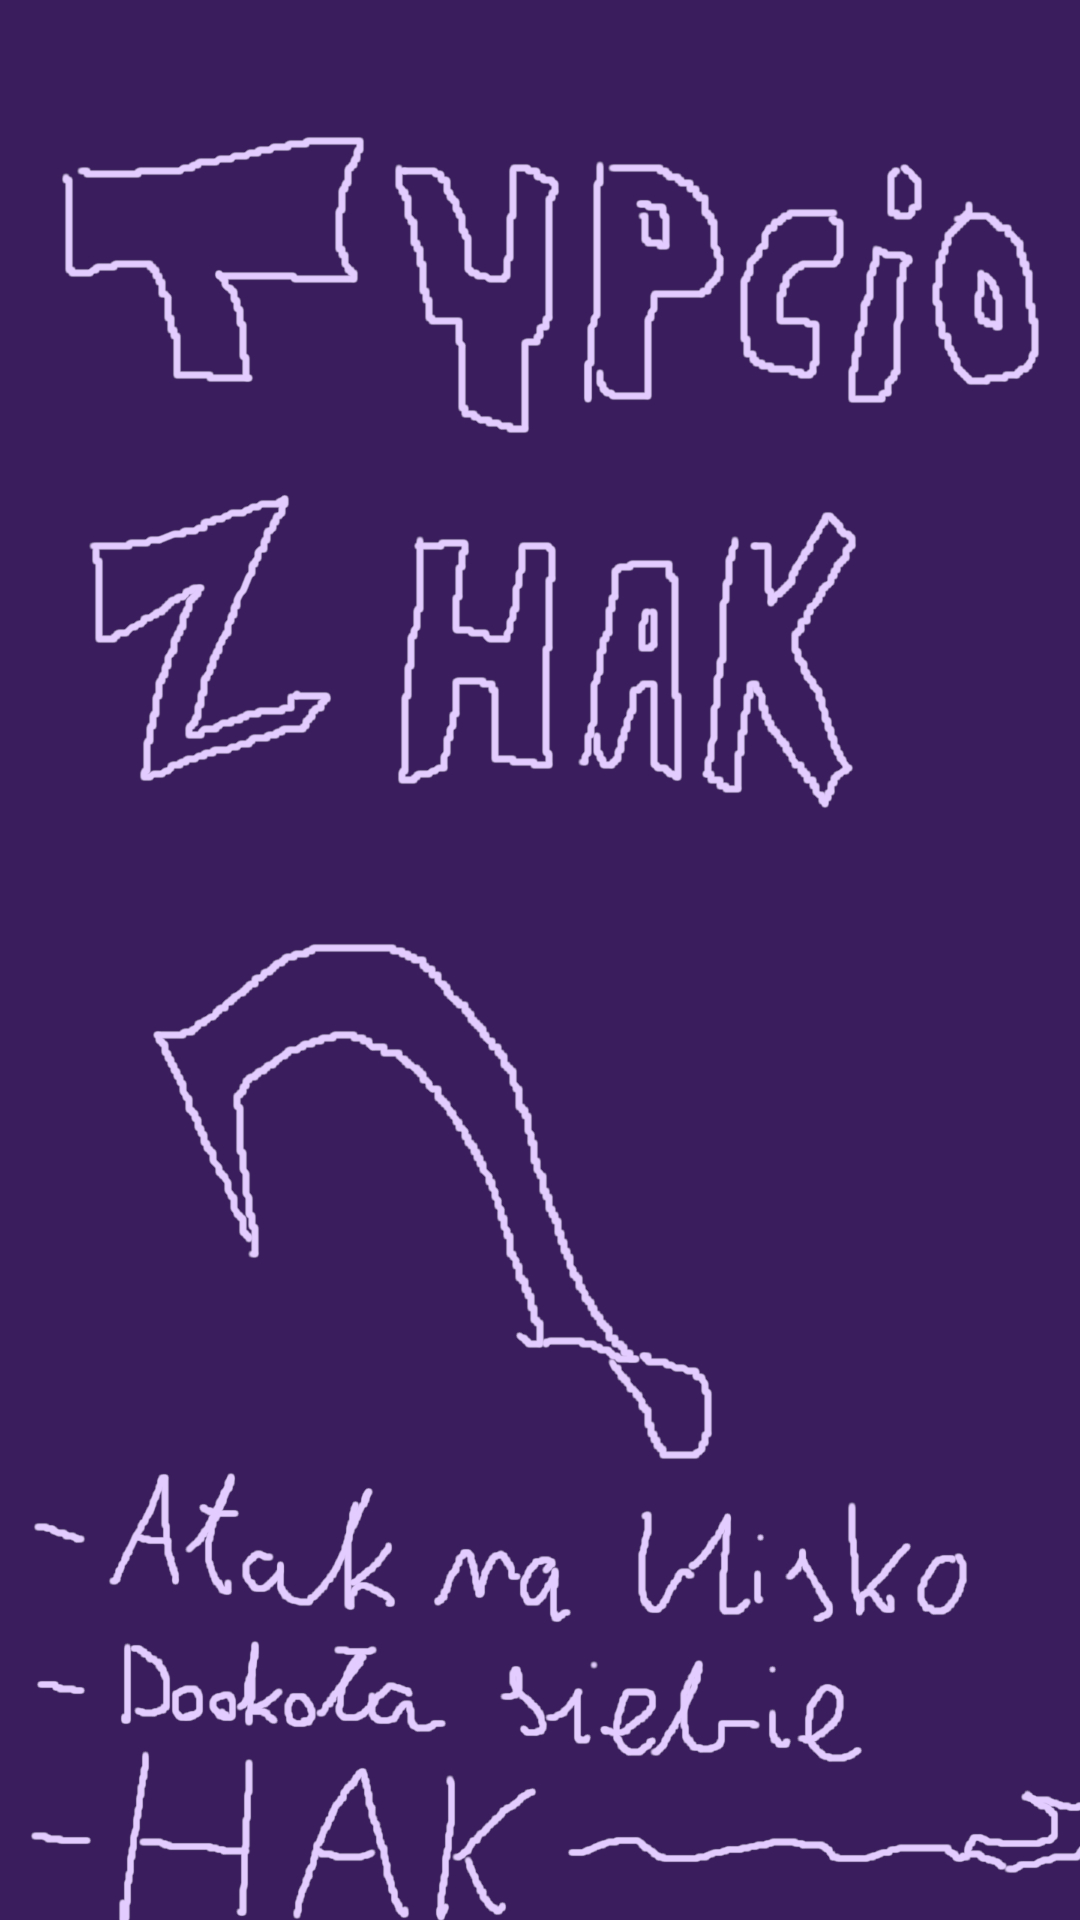 TYPciO
Z HAK
- Atak na blisko
- Dookoła siebie
- HAK